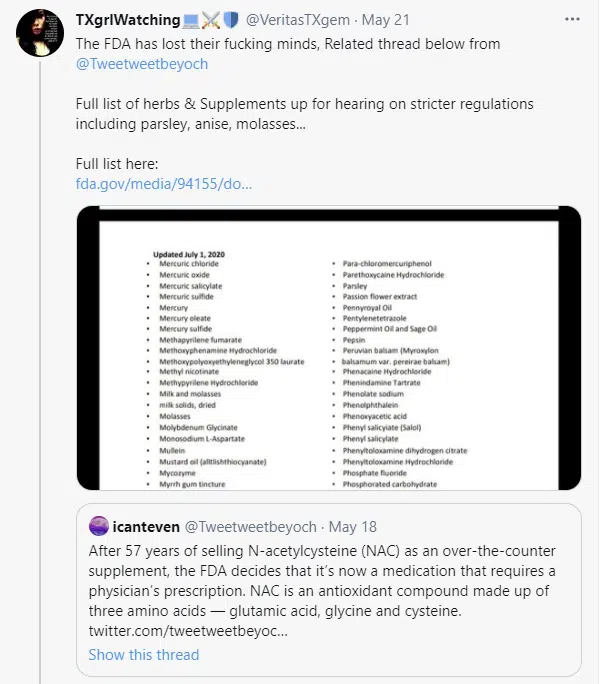 TXgrlWatching💻⚔️🛡️ @VeritasTXgem · May 21
The FDA has lost their fucking minds, Related thread below from
@Tweetweetbeyoch
Full list of herbs & Supplements up for hearing on stricter regulations
including parsley, anise, molasses...
Full list here:
fda.gov/media/94155/do...
Updated July 1, 2020
• Mercuric chloride
• Mercuric oxide
• Mercuric salicylate
• Mercuric sulfide
• Mercury
• Mercury oleate
• Mercury sulfide
• Methapyrilene fumarate
• Methoxyphenamine Hydrochloride
• Methoxypolyoxyethyleneglycol 350 laurate
• Methyl nicotinate
• Methypyrilene Hydrochloride
• Milk and molasses
• milk solids, dried
• Molasses
• Molybdenum Glycinate
• Monosodium L-Aspartate
• Mullein
• Mustard oil (alltlishthiocyanate)
• Mycozyme
• Myrrh gum tincture
• Para-chloromercuriphenol
• Parethoxycaine Hydrochloride
• Parsley
• Passion flower extract
• Pennyroyal Oil
• Pentylenetetrazole
• Peppermint Oil and Sage Oil
• Pepsin
• Peruvian balsam (Myroxylon
• balsamum var. pereirae balsam)
• Phenacaine Hydrochloride
• Phenindamine Tartrate
• Phenolate sodium
• Phenolphthalein
• Phenoxyacetic acid
• Phenyl salicyiate (Salol)
• Phenyl salicylate
• Phenyltoloxamine dihydrogen citrate
• Phenyltoloxamine Hydrochloride
• Phosphate fluoride
• Phosphorated carbohydrate
icanteven @Tweetweetbeyoch · May 18
After 57 years of selling N-acetylcysteine (NAC) as an over-the-counter
supplement, the FDA decides that it's now a medication that requires a
physician's prescription. NAC is an antioxidant compound made up of
three amino acids — glutamic acid, glycine and cysteine.
twitter.com/tweetweetbeyoc...
Show this thread